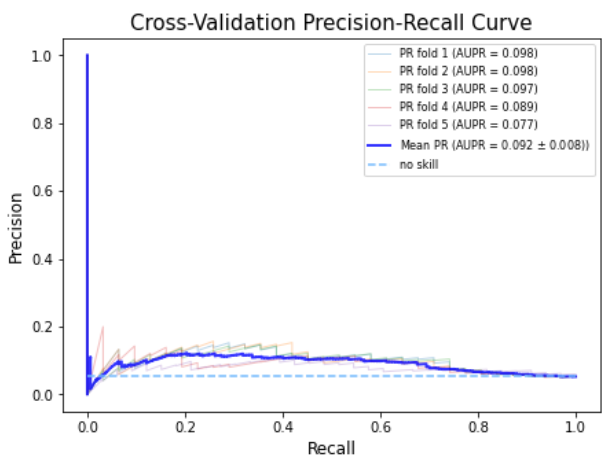 Cross-Validation Precision-Recall Curve
PR fold 1 (AUPR = 0.098)
PR fold 2 (AUPR = 0.098)
PR fold 3 (AUPR = 0.097)
PR fold 4 (AUPR = 0.089)
PR fold 5 (AUPR = 0.077)
Mean PR (AUPR = 0.092 ± 0.008))
no skill
Precision
1.0
0.8
0.6
0.4
0.2
0.0
0.0 0.2 0.4 0.6 0.8 1.0
Recall